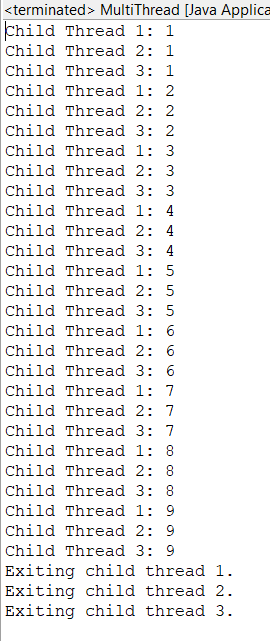 <terminated> MultiThread [Java Applica
Child Thread 1: 1
Child Thread 2: 1
Child Thread 3: 1
Child Thread 1: 2
Child Thread 2: 2
Child Thread 3: 2
Child Thread 1: 3
Child Thread 2: 3
Child Thread 3: 3
Child Thread 1: 4
Child Thread 2: 4
Child Thread 3: 4
Child Thread 1: 5
Child Thread 2: 5
Child Thread 3: 5
Child Thread 1: 6
Child Thread 2: 6
Child Thread 3: 6
Child Thread 1: 7
Child Thread 2: 7
Child Thread 3: 7
Child Thread 1: 8
Child Thread 2: 8
Child Thread 3: 8
Child Thread 1: 9
Child Thread 2: 9
Child Thread 3: 9
Exiting child thread 1.
Exiting child thread 2.
Exiting child thread 3.